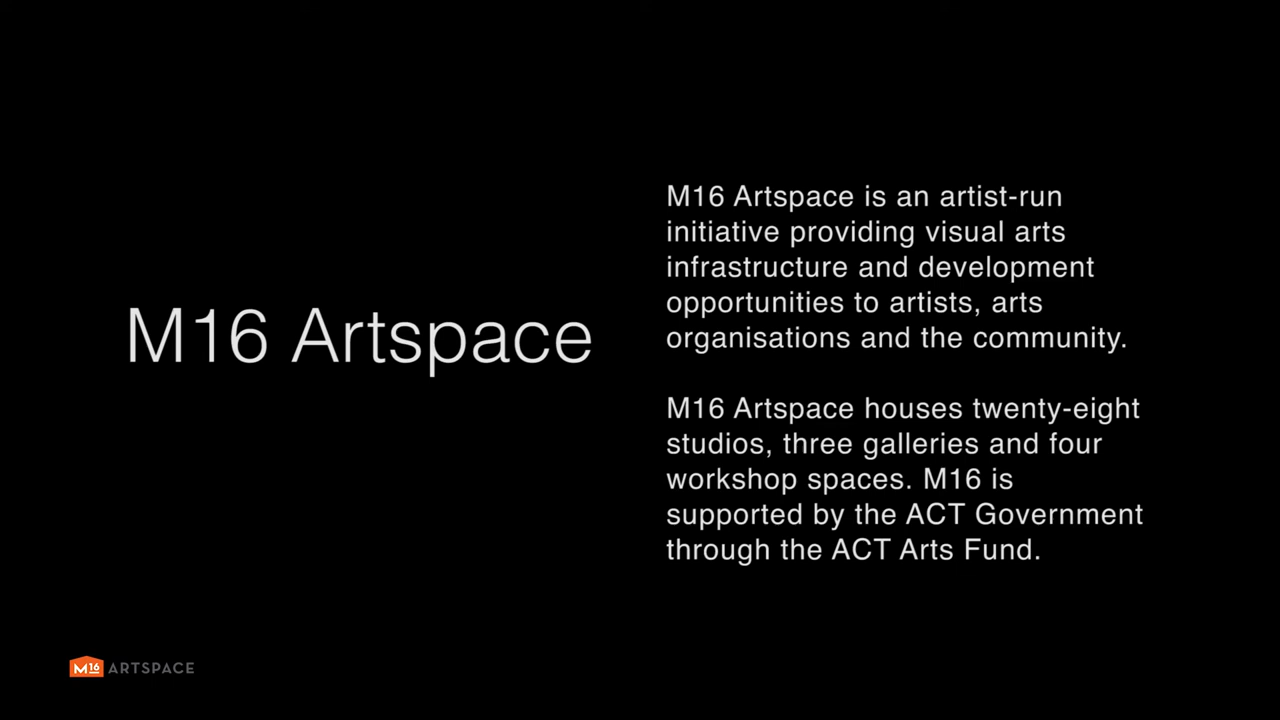 M16 Artspace
M16 Artspace is an artist-run
initiative providing visual arts
infrastructure and development
opportunities to artists, arts
organisations and the community.
M16 Artspace houses twenty-eight
studios, three galleries and four
workshop spaces. M16 is
supported by the ACT Government
through the ACT Arts Fund.
M16 ARTSPACE